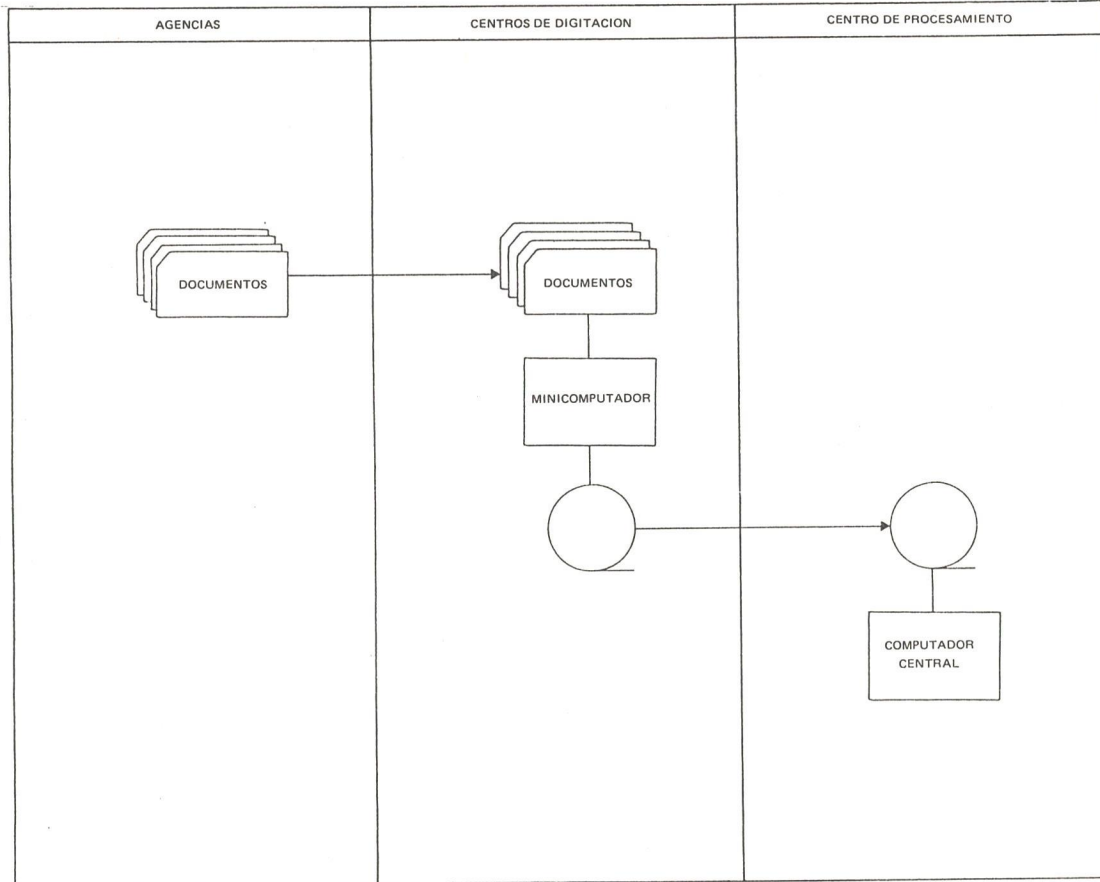 AGENCIAS
CENTROS DE DIGITACION
CENTRO DE PROCESAMIENTO
DOCUMENTOS
DOCUMENTOS
MINICOMPUTADOR
COMPUTADOR
CENTRAL